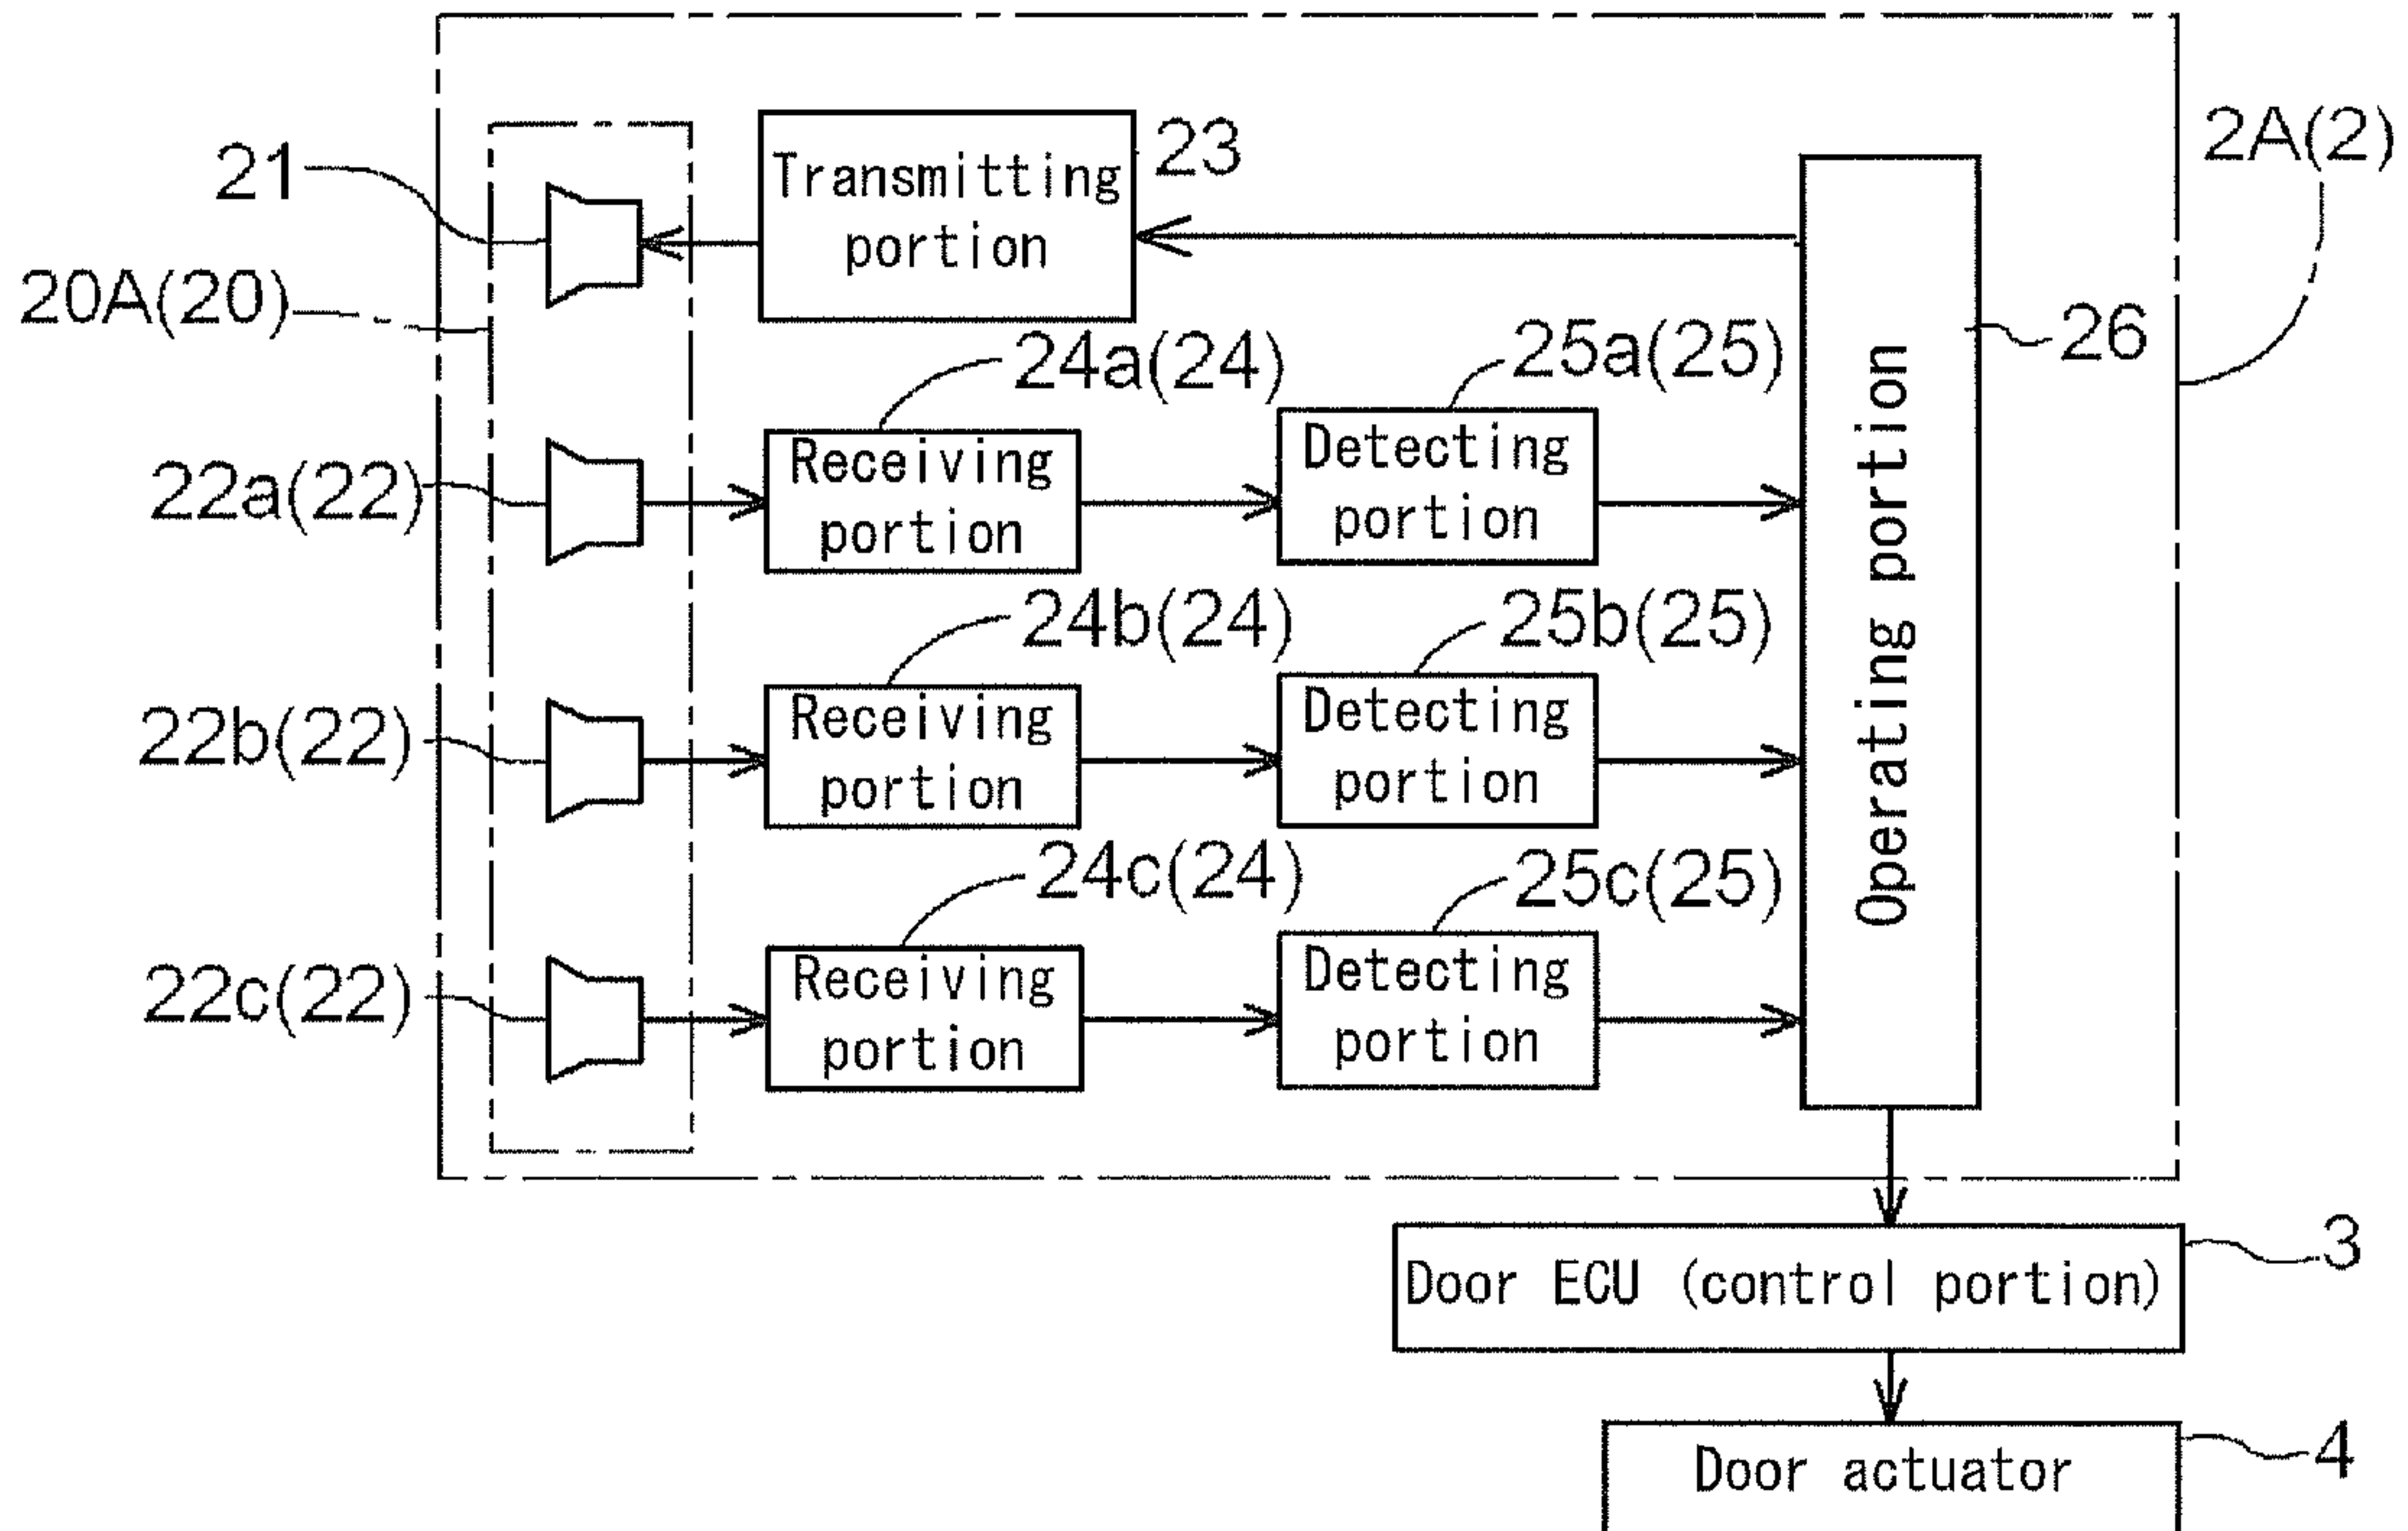 2A(2)
21
Transmitting
portion
23
20A(20)
26
24a(24)
25a(25)
22a(22)
Receiving
portion
Detecting
portion
Operating portion
24b(24)
25b(25)
22b(22)
Receiving
portion
Detecting
portion
24c(24)
25c(25)
22c(22)
Receiving
portion
Detecting
portion
Door ECU (control portion)
3
Door actuator
4